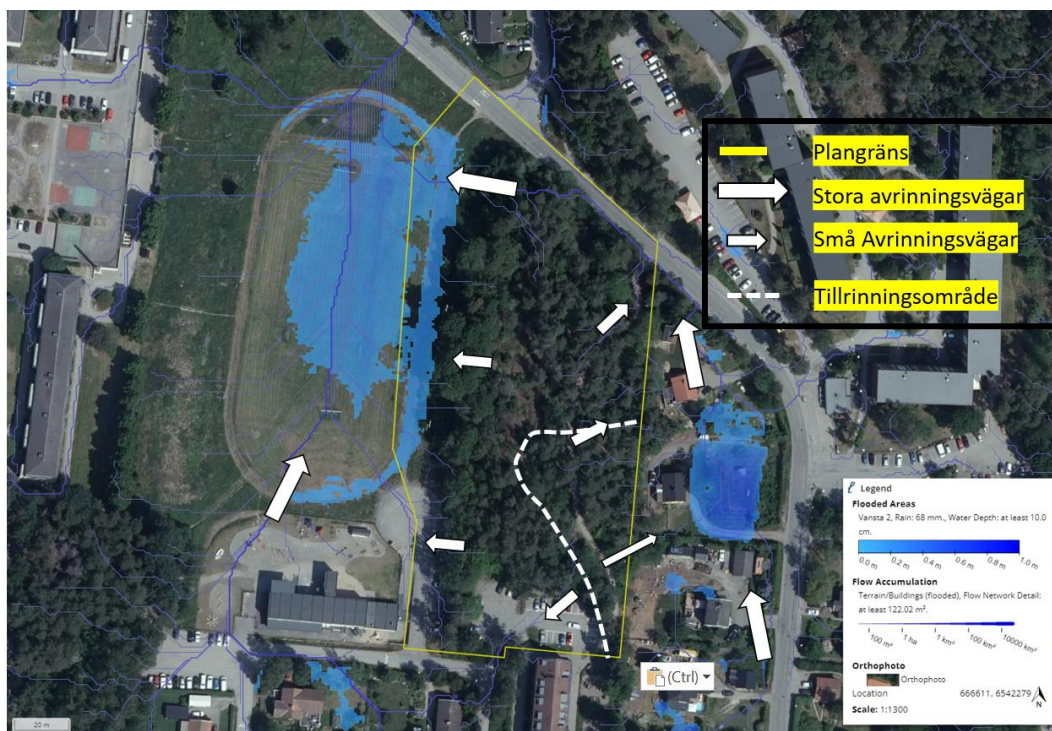 Plangräns
Stora avrinningsvägar
Små Avrinningsvägar
Tillrinningsområde
Legend
Flooded Areas
Vansta 2, Rain: 68 mm., Water Depth: at least 10.0
cm.
0.0 m 0.2 m 0.4 m 0.6 m 0.8 m 1.0 m
Flow Accumulation
Terrain/Buildings (flooded), Flow Network Detail:
at least 122.02 m².
100 m² 1 ha 1 km² 100 km² 10000 km²
Orthophoto
Orthophoto
Location 666611, 6542279
Scale: 1:1300
N
(Ctrl)
20 m